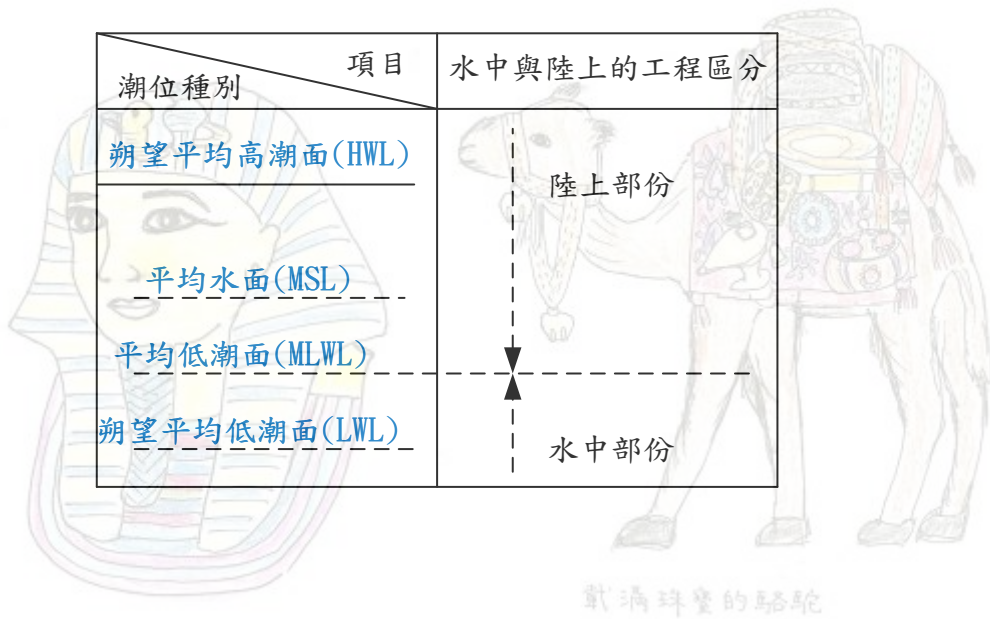 項目
潮位種別
水中與陸上的工程區分
朔望平均高潮面(HWL)
陸上部份
平均水面(MSL)
平均低潮面(MLWL)
朔望平均低潮面(LWL)
水中部份
戴滿珠寶的駱駝